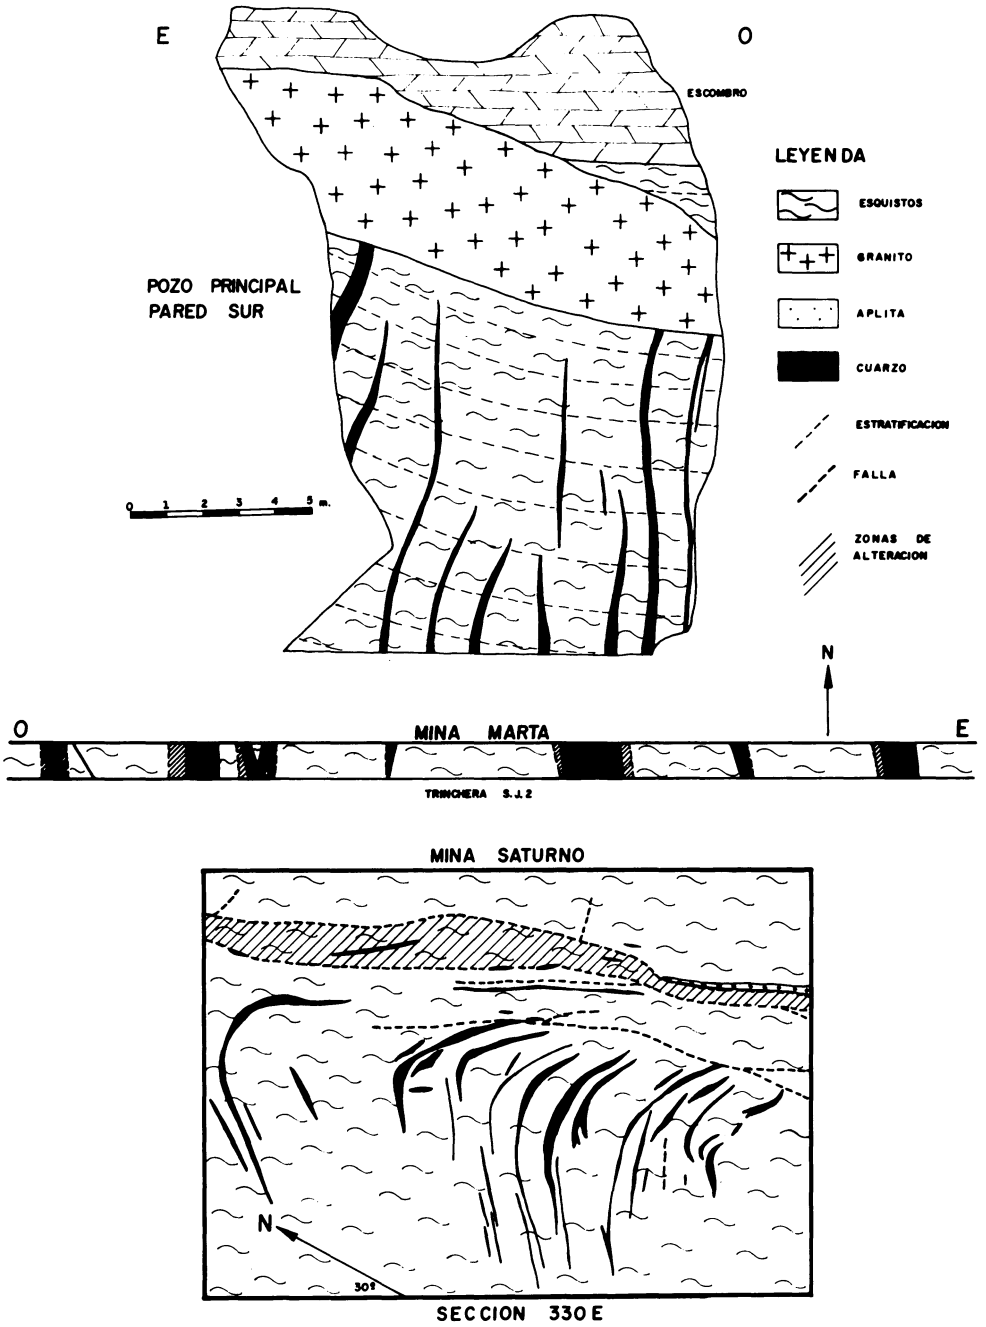 E
O
ESCOMBRO
LEYENDA
ESQUISTOS
GRANITO
APLITA
CUARZO
ESTRATIFICACION
FALLA
ZONAS DE
ALTERACION
POZO PRINCIPAL
PARED SUR
0 1 2 3 4 5 m.
N
O
MINA MARTA
E
TRINCHERA S.J.2
MINA SATURNO
N
30º
SECCION 330E